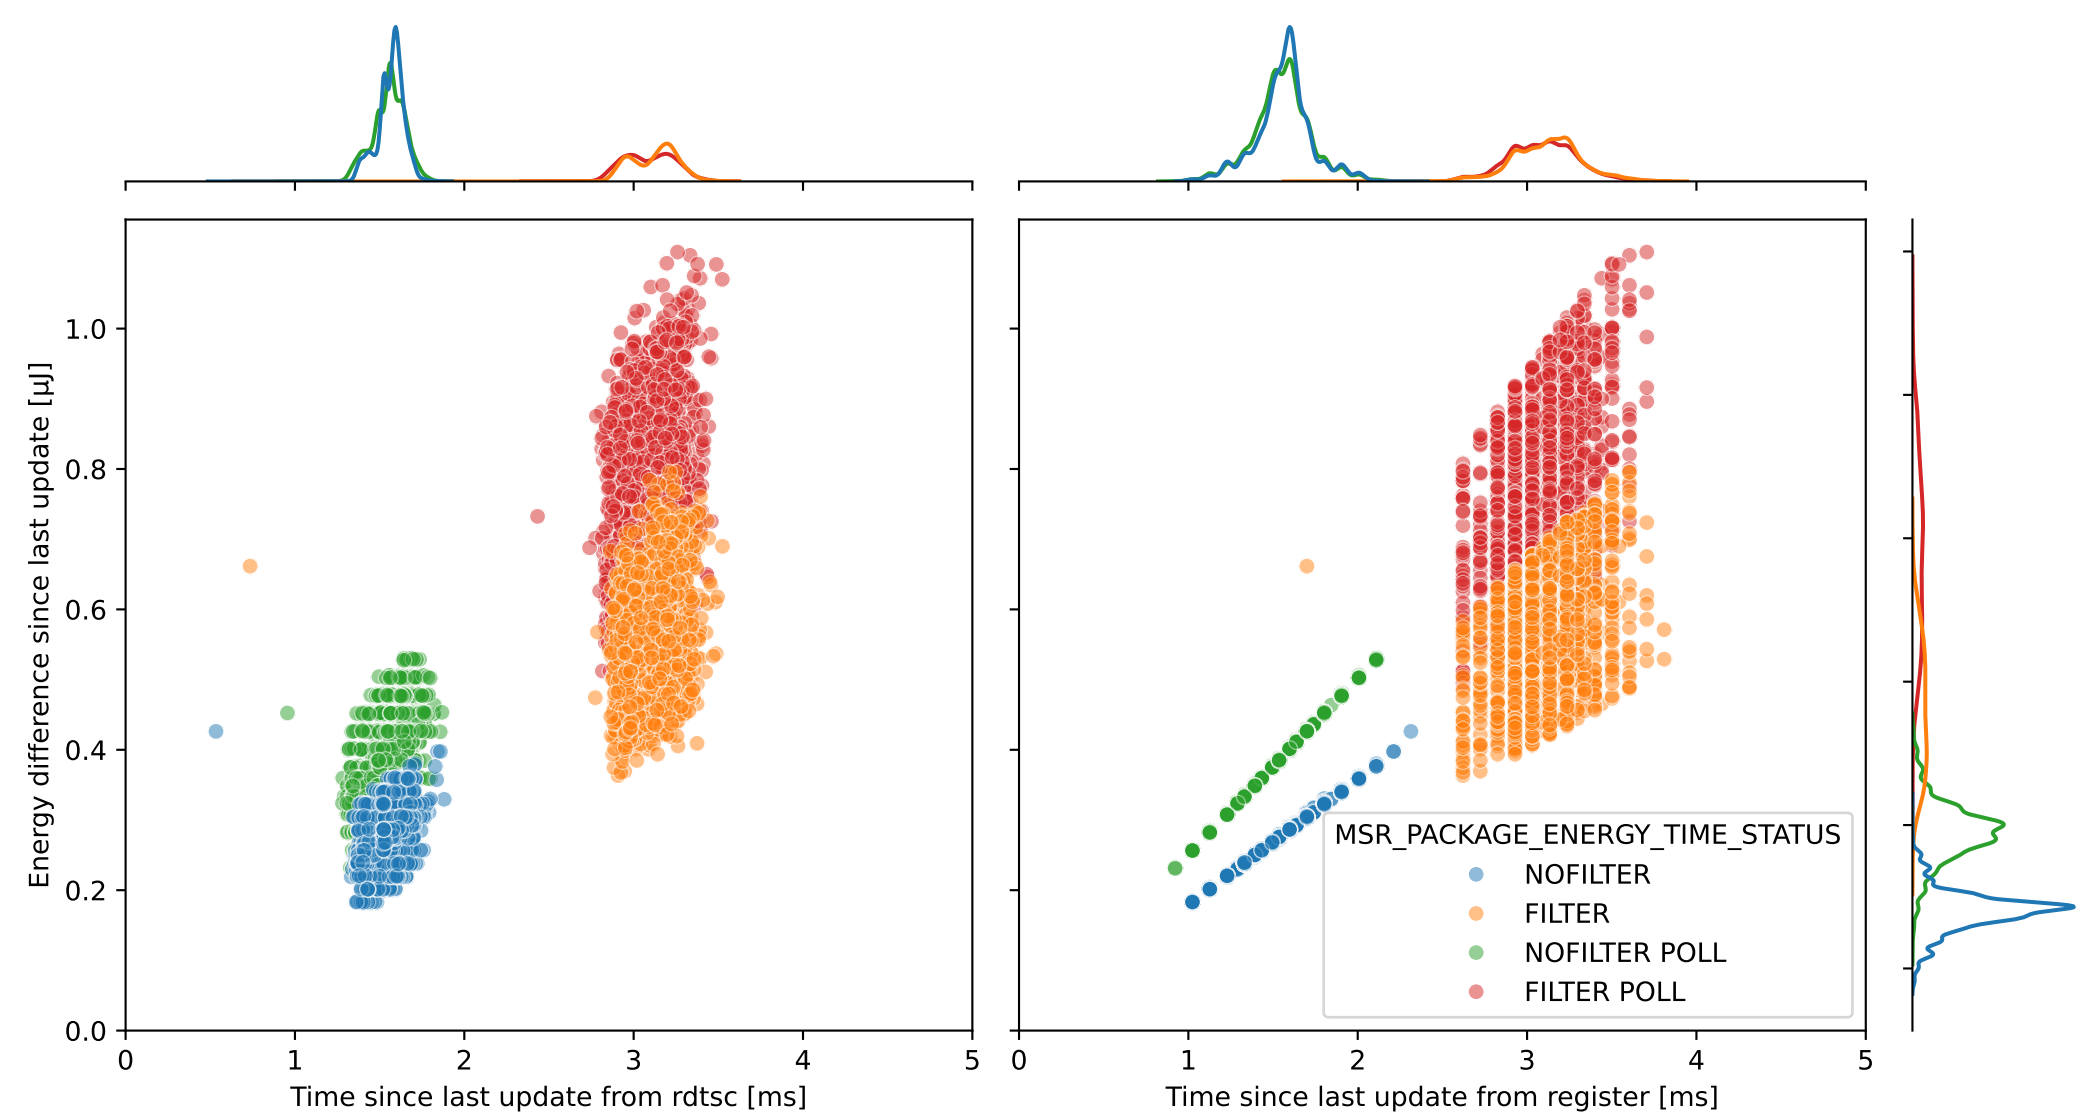 Energy difference since last update [µJ]
1.0
0.8
0.6
0.4
0.2
0.0
0 1 2 3 4 5
Time since last update from rdtsc [ms]
MSR_PACKAGE_ENERGY_TIME_STATUS
NOFILTER
FILTER
NOFILTER POLL
FILTER POLL
0 1 2 3 4 5
Time since last update from register [ms]